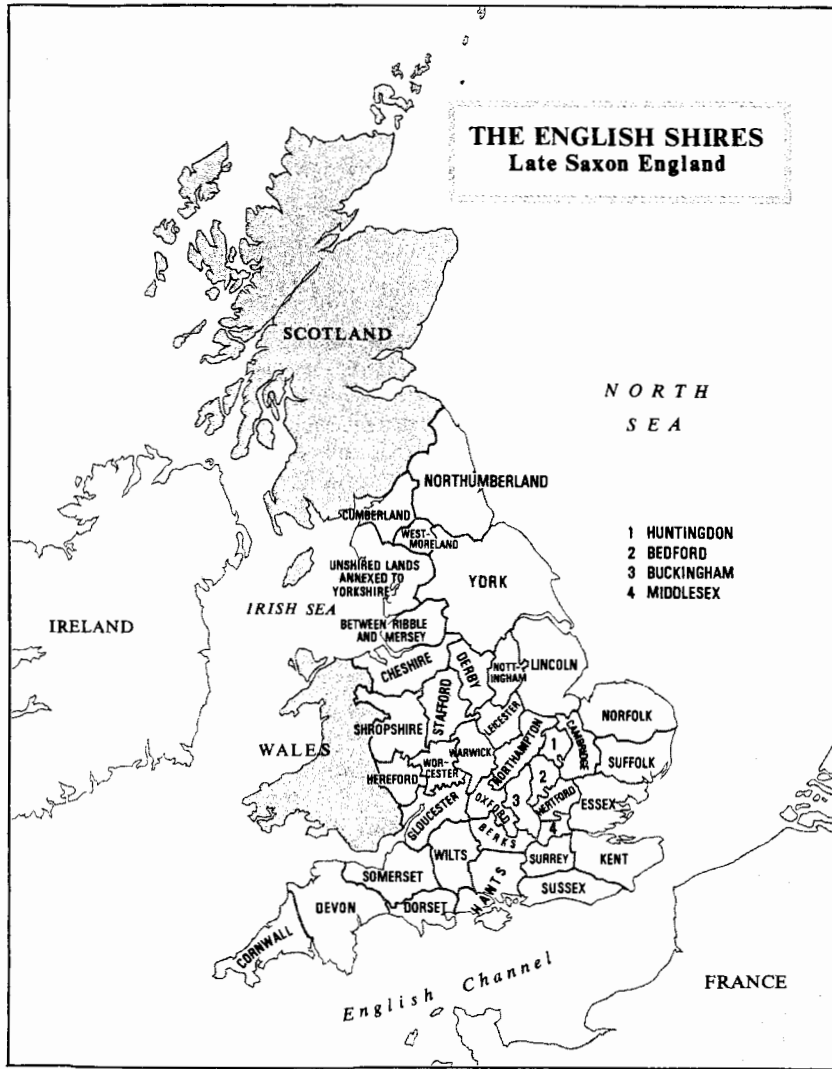 THE ENGLISH SHIRES
Late Saxon England
SCOTLAND
NORTH
SEA
NORTHUMBERLAND
CUMBERLAND
WEST-
MORELAND
1 HUNTINGDON
2 BEDFORD
3 BUCKINGHAM
4 MIDDLESEX
UNSHIRED LANDS
ANNEXED TO
YORKSHIRE
YORK
IRISH SEA
IRELAND
BETWEEN RIBBLE
AND MERSEY
CHESHIRE
DERBY
NOTT-
INGHAM
LINCOLN
STAFFORD
SHROPSHIRE
LEICESTER
NORFOLK
WALES
WOR-
CESTER
WARWICK
NORTHAMPTON
1
CAMBRIDGE
SUFFOLK
HEREFORD
2
GLOUCESTER
OXFORD
3
HERTFORD
ESSEX
BERKS
4
WILTS
SURREY
KENT
SOMERSET
HANTS
SUSSEX
DEVON
DORSET
CORNWALL
English Channel
FRANCE